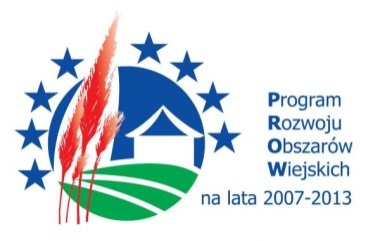 Program
Rozwoju
Obszarów
Wiejskich
na lata 2007-2013